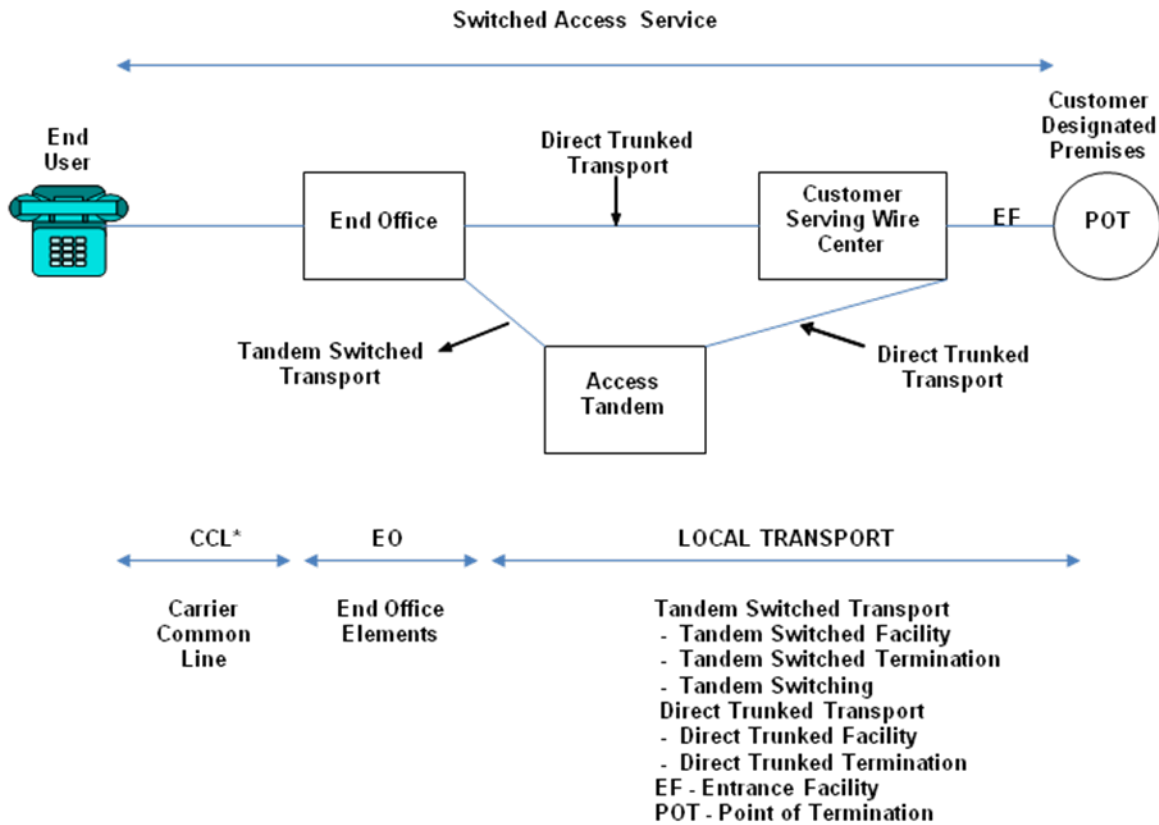 Switched Access Service
Customer
Designated
Premises
End
User
Direct Trunked
Transport
End Office
Customer
Serving Wire
Center
EF
POT
Tandem Switched
Transport
Access
Tandem
Direct Trunked
Transport
CCL*
EO
LOCAL TRANSPORT
Carrier
Common
Line
End Office
Elements
Tandem Switched Transport
- Tandem Switched Facility
- Tandem Switched Termination
- Tandem Switching
Direct Trunked Transport
- Direct Trunked Facility
- Direct Trunked Termination
EF - Entrance Facility
POT - Point of Termination